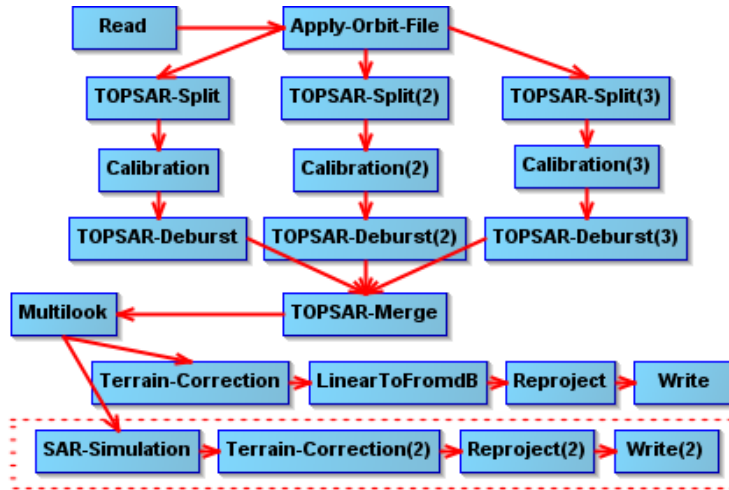 Read
Apply-Orbit-File
TOPSAR-Split
TOPSAR-Split(2)
TOPSAR-Split(3)
Calibration
Calibration(2)
Calibration(3)
TOPSAR-Deburst
TOPSAR-Deburst(2)
TOPSAR-Deburst(3)
Multilook
TOPSAR-Merge
Terrain-Correction
LinearToFromdB
Reproject
Write
SAR-Simulation
Terrain-Correction(2)
Reproject(2)
Write(2)